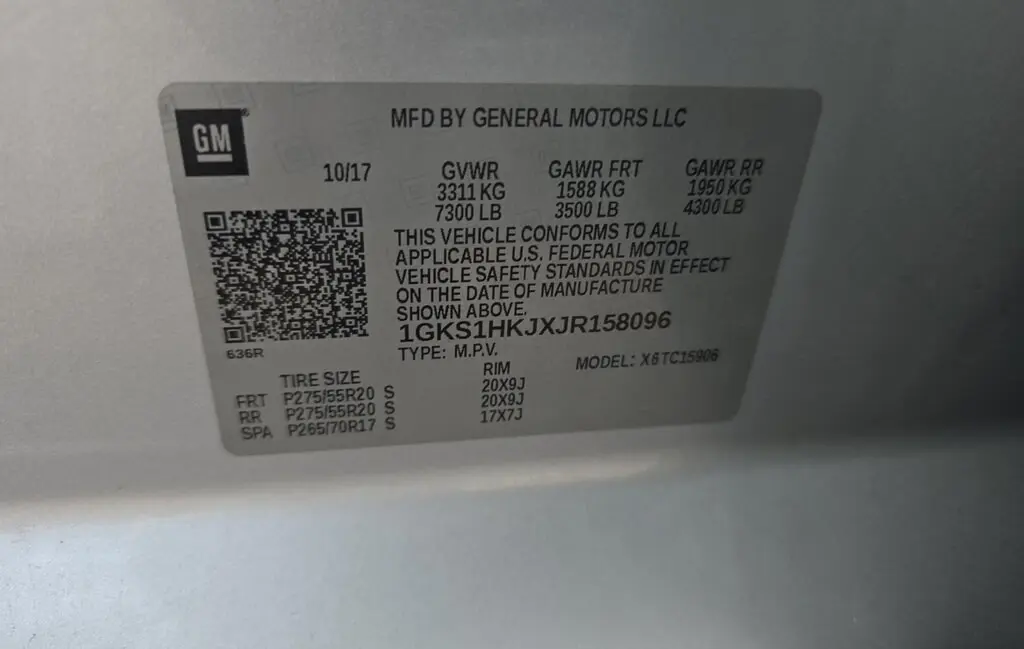 GM
MFD BY GENERAL MOTORS LLC
10/17 GVWR GAWR FRT GAWR RR
3311 KG 1588 KG 1950 KG
7300 LB 3500 LB 4300 LB
THIS VEHICLE CONFORMS TO ALL
APPLICABLE U.S. FEDERAL MOTOR
VEHICLE SAFETY STANDARDS IN EFFECT
ON THE DATE OF MANUFACTURE
SHOWN ABOVE.
1GKS1HKJXJR158096
636R
TYPE: M.P.V. MODEL: X6TC15906
TIRE SIZE RIM
FRT P275/55R20 S 20X9J
RR P275/55R20 S 20X9J
SPA P265/70R17 S 17X7J